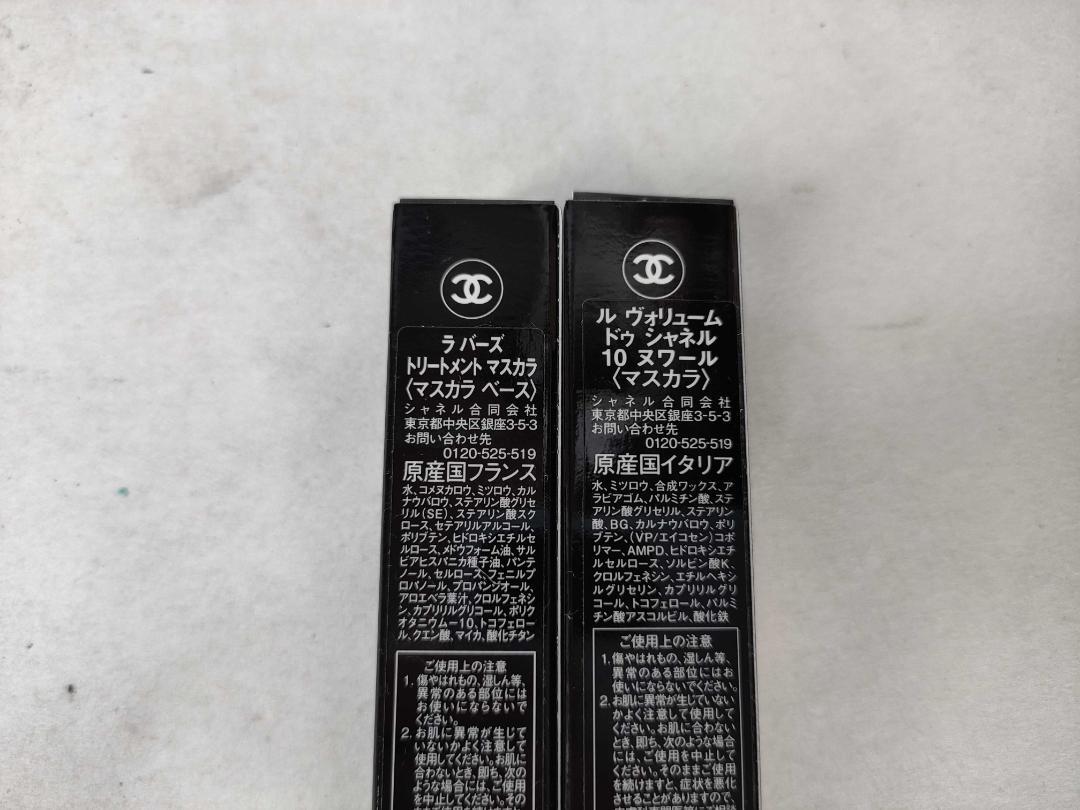 ラ バーズ
トリートメント マスカラ
〈マスカラ ベース〉
シャネル合同会社
東京都中央区銀座3-5-3
お問い合わせ先
0120-525-519
原産国フランス
水、コメヌカロウ、ミツロウ、カル
ナウバロウ、ステアリン酸グリセ
リル(SE)、ステアリン酸スク
ロース、セテアリルアルコール、
ポリブテン、ヒドロキシエチルセ
ルロース、メドウフォーム油、サル
ビアヒスパニカ種子油、パンテ
ノール、セルロース、フェニルプ
ロパノール、プロパンジオール、
アロエベラ葉汁、クロルフェネシ
ン、カプリリルグリコール、ポリク
オタニウム-10、トコフェロー
ル、クエン酸、マイカ、酸化チタン
ご使用上の注意
1. 傷やはれもの、湿しん等、
異常のある部位には
お使いにならないで
ください。
2. お肌に異常が生じて
いないかよく注意して
使用してください。お肌に
合わないとき、即ち、次の
ような場合には、ご使用
を中止してください。その
ままご使用を続けますと、
ル ヴォリューム
ドゥ シャネル
10 ヌワール
〈マスカラ〉
シャネル合同会社
東京都中央区銀座3-5-3
お問い合わせ先
0120-525-519
原産国イタリア
水、ミツロウ、合成ワックス、ア
ラビアゴム、パルミチン酸、ステ
アリン酸グリセリル、ステアリン
酸、BG、カルナウバロウ、ポリ
ブテン、(VP/エイコセン)コポ
リマー、AMPD、ヒドロキシエチ
ルセルロース、ソルビン酸K、
クロルフェネシン、エチルヘキシ
ルグリセリン、カプリリルグリ
コール、トコフェロール、パルミ
チン酸アスコルビル、酸化鉄
ご使用上の注意
1. 傷やはれもの、湿しん等、
異常のある部位にはお
使いにならないでください。
2. お肌に異常が生じていない
かよく注意して使用して
ください。お肌に合わない
とき、即ち、次のような場合
には、ご使用を中止して
ください。そのままご使用
を続けますと、症状を悪化
させることがありますので、